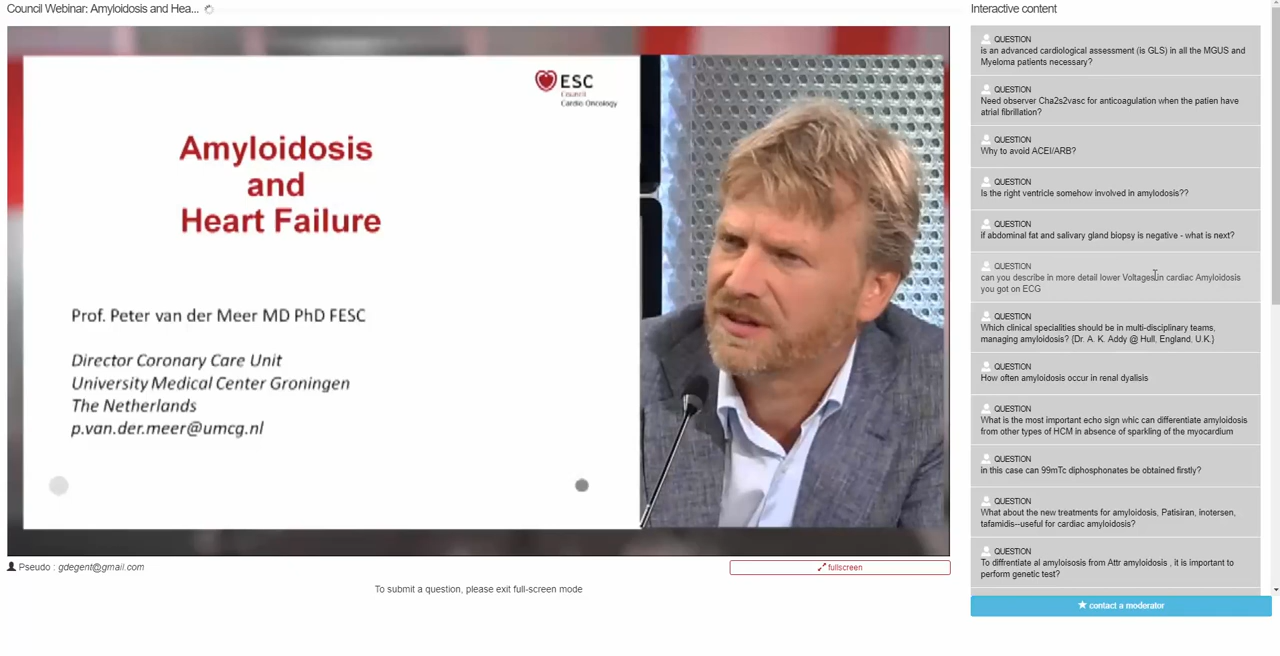 Council Webinar: Amyloidosis and Hea...
ESC
Council
Cardio Oncology
Amyloidosis
and
Heart Failure
Prof. Peter van der Meer MD PhD FESC
Director Coronary Care Unit
University Medical Center Groningen
The Netherlands
p.van.der.meer@umcg.nl
Pseudo : gdegent@gmail.com
fullscreen
To submit a question, please exit full-screen mode
Interactive content
QUESTION
is an advanced cardiological assessment (is GLS) in all the MGUS and
Myeloma patients necessary?
QUESTION
Need observer Cha2s2vasc for anticoagulation when the patien have
atrial fibrillation?
QUESTION
Why to avoid ACEI/ARB?
QUESTION
Is the right ventricle somehow involved in amylodosis??
QUESTION
if abdominal fat and salivary gland biopsy is negative - what is next?
QUESTION
can you describe in more detail lower Voltages in cardiac Amyloidosis
you got on ECG
QUESTION
Which clinical specialities should be in multi-disciplinary teams,
managing amyloidosis? {Dr. A. K. Addy @ Hull, England, U.K.}
QUESTION
How often amyloidosis occur in renal dyalisis
QUESTION
What is the most important echo sign whic can differentiate amyloidosis
from other types of HCM in absence of sparkling of the myocardium
QUESTION
in this case can 99mTc diphosphonates be obtained firstly?
QUESTION
What about the new treatments for amyloidosis, Patisiran, inotersen,
tafamidis--useful for cardiac amyloidosis?
QUESTION
To diffrentiate al amyloisosis from Attr amyloidosis , it is important to
perform genetic test?
contact a moderator